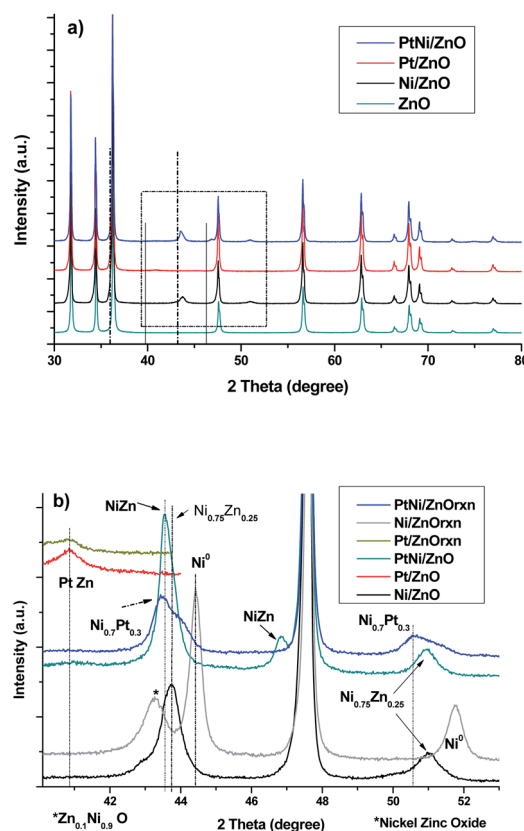 a)
PtNi/ZnO
Pt/ZnO
Ni/ZnO
ZnO
Intensity (a.u.)
30 40 50 60 70 80
2 Theta (degree)
b)
NiZn
Ni0.75Zn0.25
PtNi/ZnOrxn
Ni/ZnOrxn
Pt/ZnOrxn
PtNi/ZnO
Pt/ZnO
Ni/ZnO
Ni0
Pt Zn
Ni0.7Pt0.3
NiZn
Ni0.7Pt0.3
Ni0.75Zn0.25
*
Ni0
Intensity (a.u.)
42 44 46 48 50 52
*Zn0.1Ni0.9 O
2 Theta (degree)
*Nickel Zinc Oxide